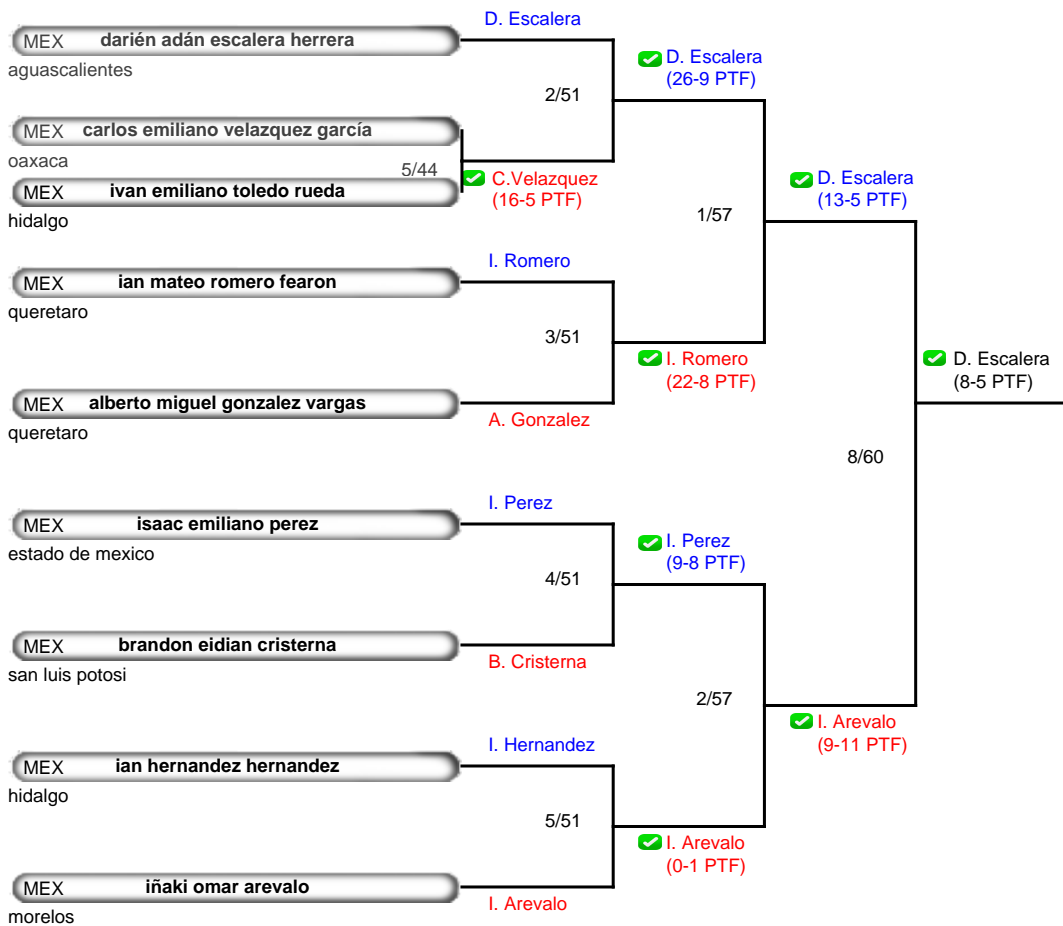 D. Escalera
MEX darién adán escalera herrera
aguascalientes
D. Escalera
(26-9 PTF)
2/51
MEX carlos emiliano velazquez garcía
oaxaca
5/44
C.Velazquez
(16-5 PTF)
MEX ivan emiliano toledo rueda
hidalgo
D. Escalera
(13-5 PTF)
1/57
I. Romero
MEX ian mateo romero fearon
queretaro
3/51
I. Romero
(22-8 PTF)
D. Escalera
(8-5 PTF)
MEX alberto miguel gonzalez vargas
queretaro
A. Gonzalez
8/60
I. Perez
MEX isaac emiliano perez
estado de mexico
I. Perez
(9-8 PTF)
4/51
MEX brandon eidian cristerna
san luis potosi
B. Cristerna
2/57
I. Arevalo
(9-11 PTF)
I. Hernandez
MEX ian hernandez hernandez
hidalgo
5/51
I. Arevalo
(0-1 PTF)
MEX iñaki omar arevalo
morelos
I. Arevalo